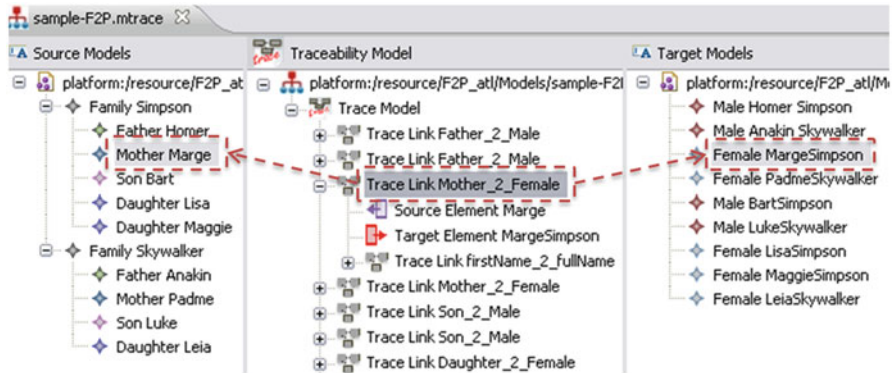 sample-F2P.mtrace
Source Models
platform:/resource/F2P_at
Family Simpson
Father Homer
Mother Marge
Son Bart
Daughter Lisa
Daughter Maggie
Family Skywalker
Father Anakin
Mother Padme
Son Luke
Daughter Leia
trace
Traceability Model
platform:/resource/F2P_atl/Models/sample-F2
Trace Model
Trace Link Father_2_Male
Trace Link Father_2_Male
Trace Link Mother_2_Female
Source Element Marge
Target Element MargeSimpson
Trace Link firstName_2_fullName
Trace Link Mother_2_Female
Trace Link Son_2_Male
Trace Link Son_2_Male
Trace Link Daughter_2_Female
Target Models
platform:/resource/F2P_atl/M
Male Homer Simpson
Male Anakin Skywalker
Female MargeSimpson
Female PadmeSkywalker
Male BartSimpson
Male LukeSkywalker
Female LisaSimpson
Female MaggieSimpson
Female LeiaSkywalker